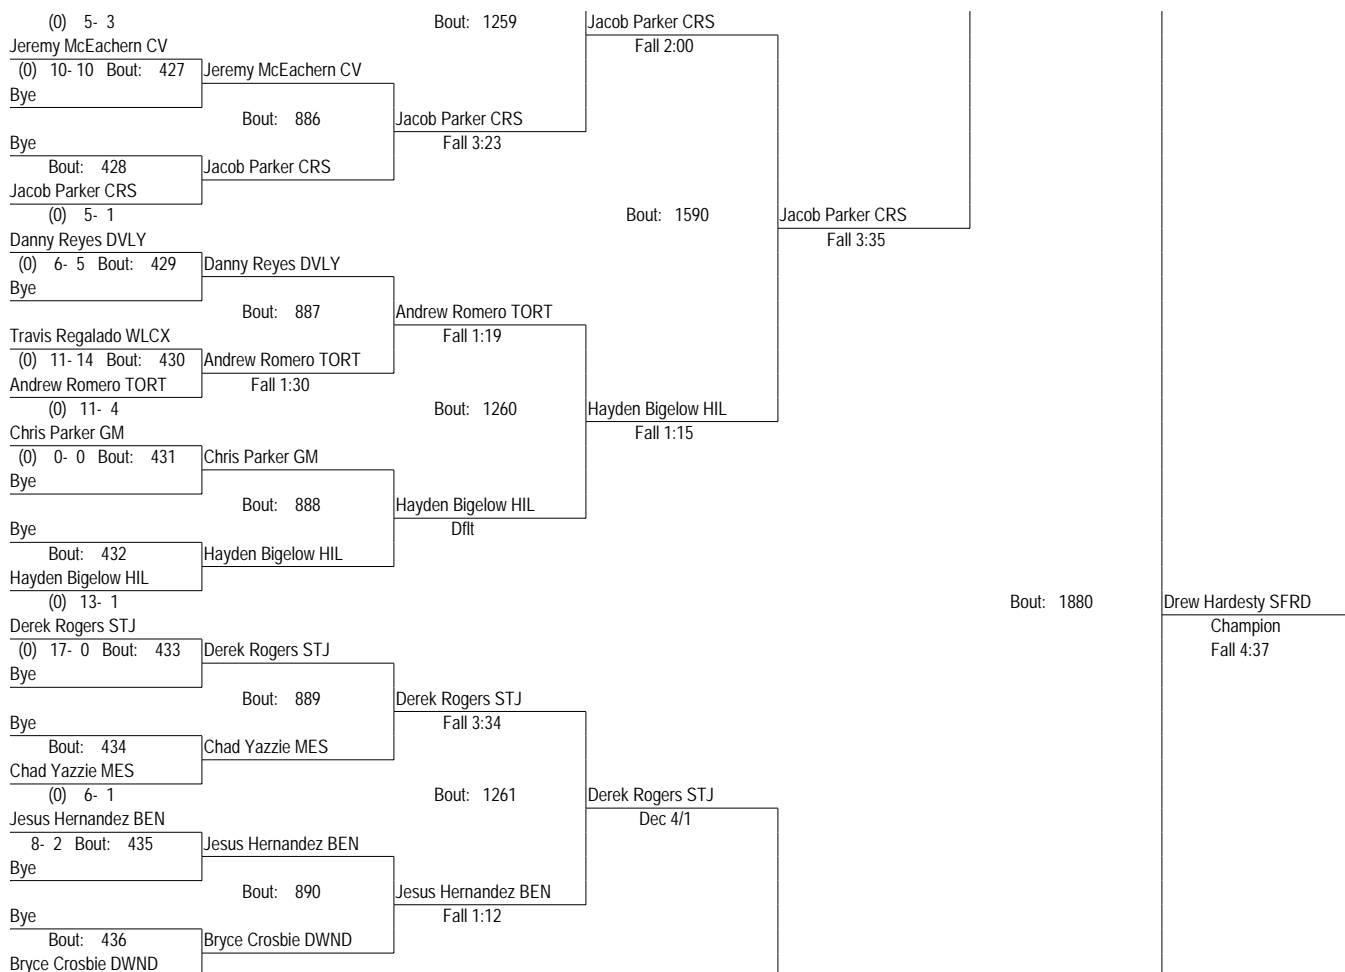 (0) 5- 3 Bout: 1259 Jacob Parker CRS
Jeremy McEachern CV Fall 2:00
(0) 10- 10 Bout: 427 Jeremy McEachern CV
Bye
Bout: 886 Jacob Parker CRS
Bye Fall 3:23
Bout: 428 Jacob Parker CRS
Jacob Parker CRS
(0) 5- 1 Bout: 1590 Jacob Parker CRS
Danny Reyes DVLY Fall 3:35
(0) 6- 5 Bout: 429 Danny Reyes DVLY
Bye
Bout: 887 Andrew Romero TORT
Travis Regalado WLCX Fall 1:19
(0) 11- 14 Bout: 430 Andrew Romero TORT
Andrew Romero TORT Fall 1:30
(0) 11- 4 Bout: 1260 Hayden Bigelow HIL
Chris Parker GM Fall 1:15
(0) 0- 0 Bout: 431 Chris Parker GM
Bye
Bout: 888 Hayden Bigelow HIL
Bye Dflt
Bout: 432 Hayden Bigelow HIL
Hayden Bigelow HIL
(0) 13- 1 Bout: 1880 Drew Hardesty SFRD
Derek Rogers STJ Champion
(0) 17- 0 Bout: 433 Derek Rogers STJ Fall 4:37
Bye
Bout: 889 Derek Rogers STJ
Bye Fall 3:34
Bout: 434 Chad Yazzie MES
Chad Yazzie MES
(0) 6- 1 Bout: 1261 Derek Rogers STJ
Jesus Hernandez BEN Dec 4/1
8- 2 Bout: 435 Jesus Hernandez BEN
Bye
Bout: 890 Jesus Hernandez BEN
Bye Fall 1:12
Bout: 436 Bryce Crosbie DWND
Bryce Crosbie DWND